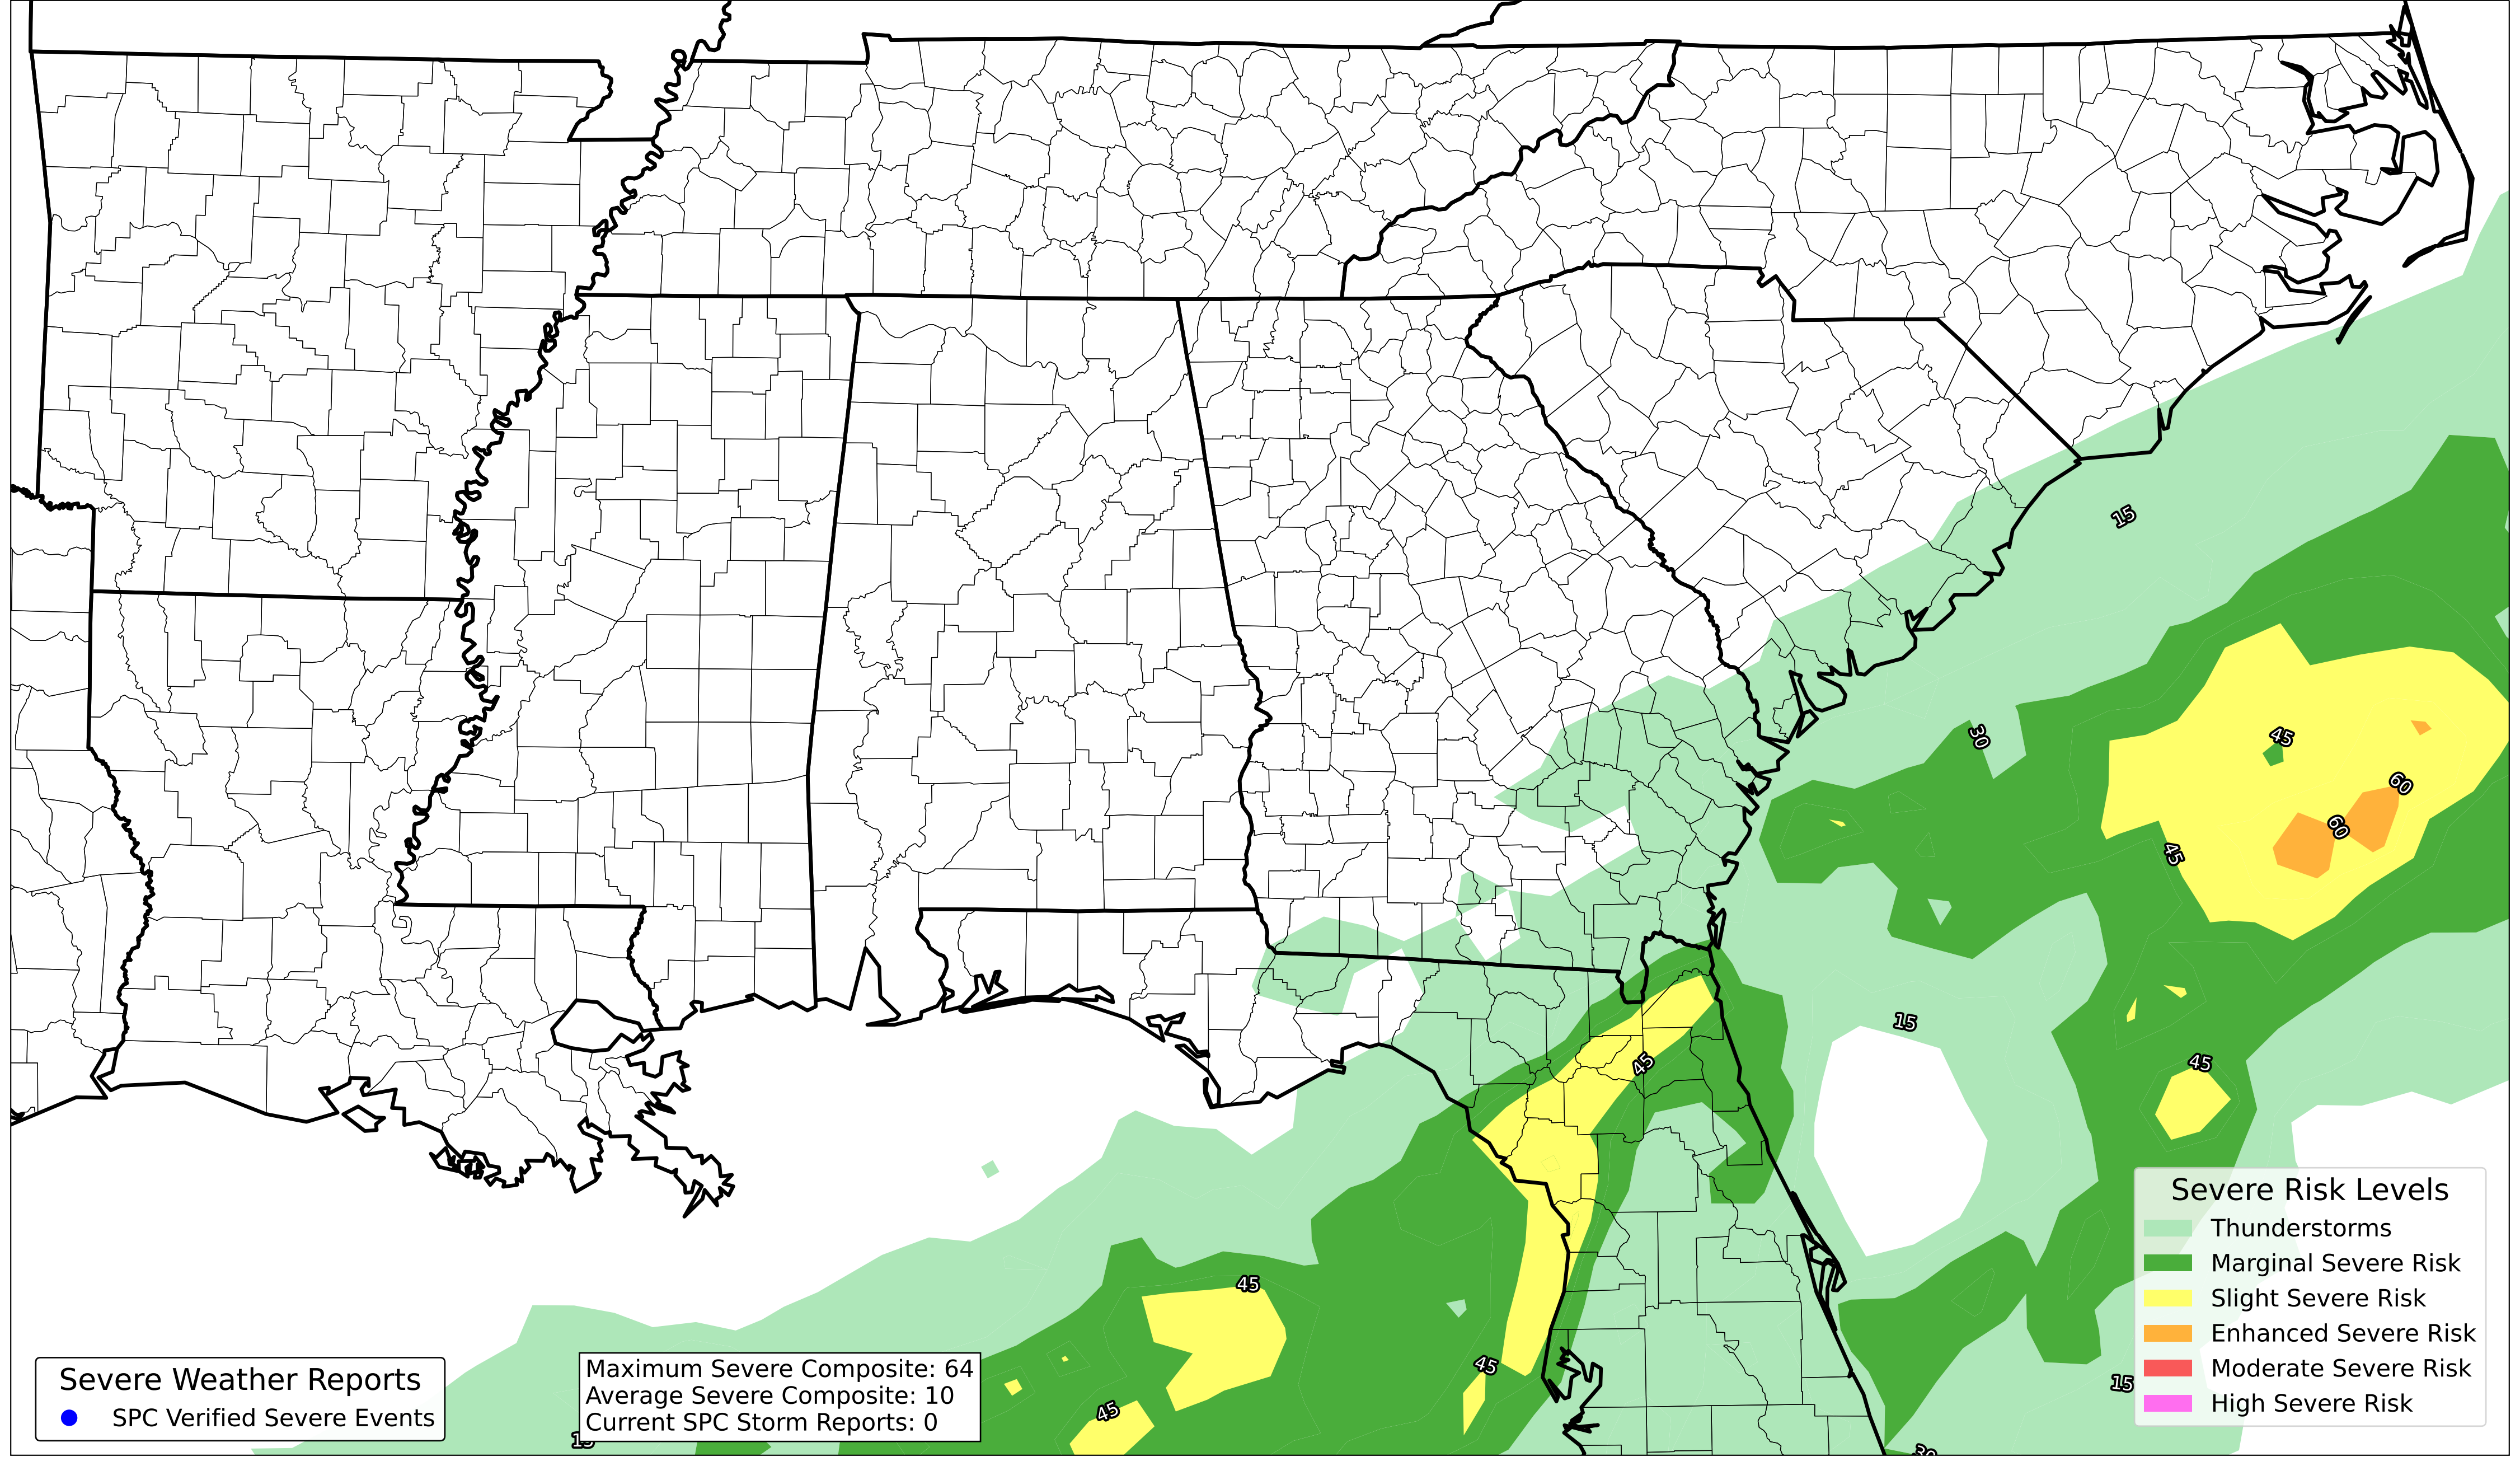 15
30
45
60
60
45
45
15
45
45
45
45
15
15
30
Severe Risk Levels
Thunderstorms
Marginal Severe Risk
Slight Severe Risk
Enhanced Severe Risk
Moderate Severe Risk
High Severe Risk
Severe Weather Reports
SPC Verified Severe Events
Maximum Severe Composite: 64
Average Severe Composite: 10
Current SPC Storm Reports: 0